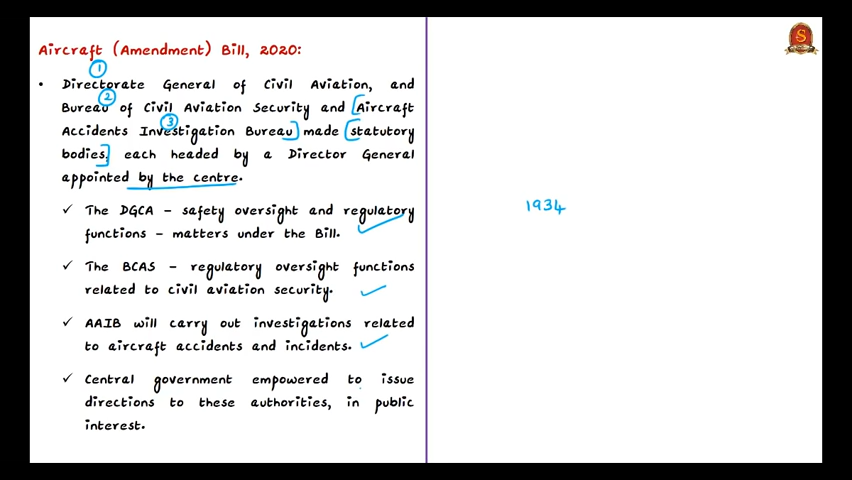 Aircraft (Amendment) Bill, 2020:
1
• Directorate General of Civil Aviation, and
2
Bureau of Civil Aviation Security and [Aircraft
3
Accidents Investigation Bureau] made [statutory
bodies,] each headed by a Director General
appointed by the centre.
✓ The DGCA – safety oversight and regulatory
functions – matters under the Bill.
✓ The BCAS – regulatory oversight functions
related to civil aviation security.
✓ AAIB will carry out investigations related
to aircraft accidents and incidents.
✓ Central government empowered to issue
directions to these authorities, in public
interest.
1934
S